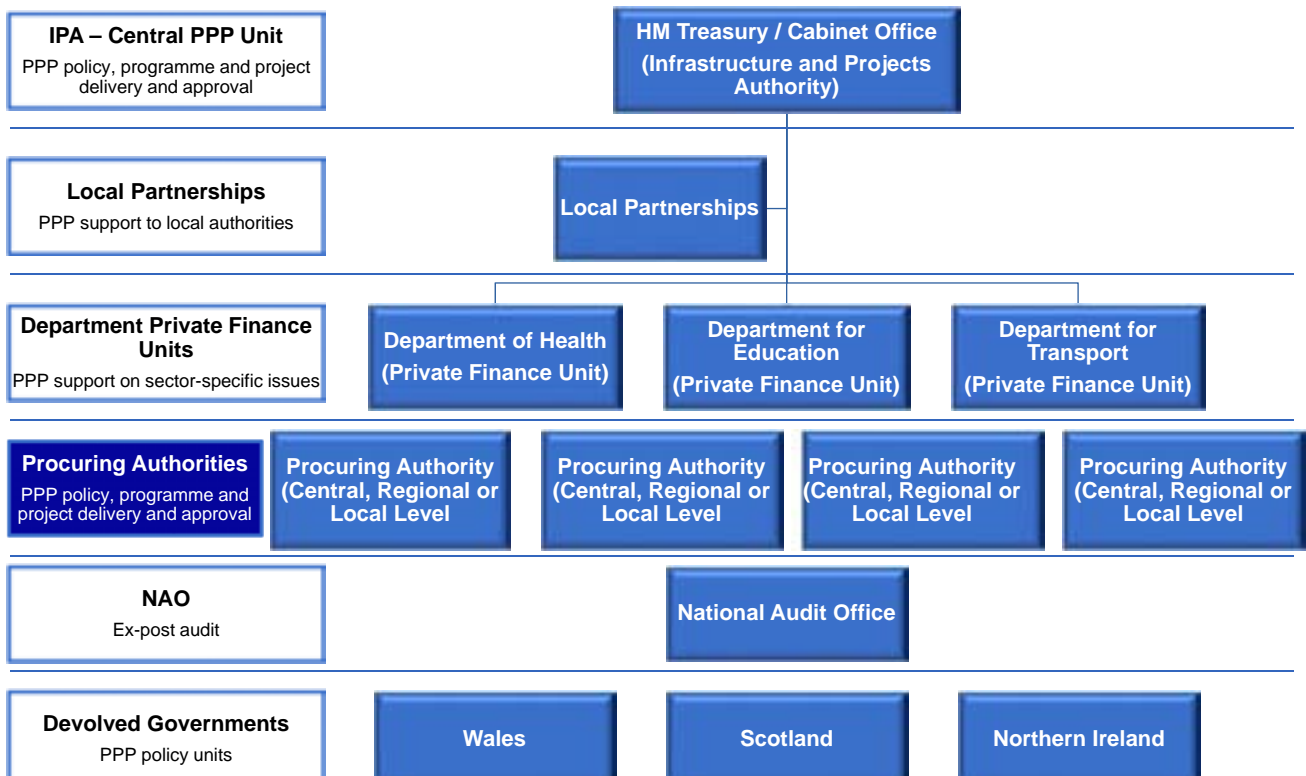 IPA – Central PPP Unit
PPP policy, programme and project
delivery and approval
HM Treasury / Cabinet Office
(Infrastructure and Projects
Authority)
Local Partnerships
PPP support to local authorities
Local Partnerships
Department Private Finance
Units
PPP support on sector-specific issues
Department of Health
(Private Finance Unit)
Department for
Education
(Private Finance Unit)
Department for
Transport
(Private Finance Unit)
Procuring Authorities
PPP policy, programme and
project delivery and approval
Procuring Authority
(Central, Regional or
Local Level
Procuring Authority
(Central, Regional or
Local Level
Procuring Authority
(Central, Regional or
Local Level
Procuring Authority
(Central, Regional or
Local Level
NAO
Ex-post audit
National Audit Office
Devolved Governments
PPP policy units
Wales
Scotland
Northern Ireland